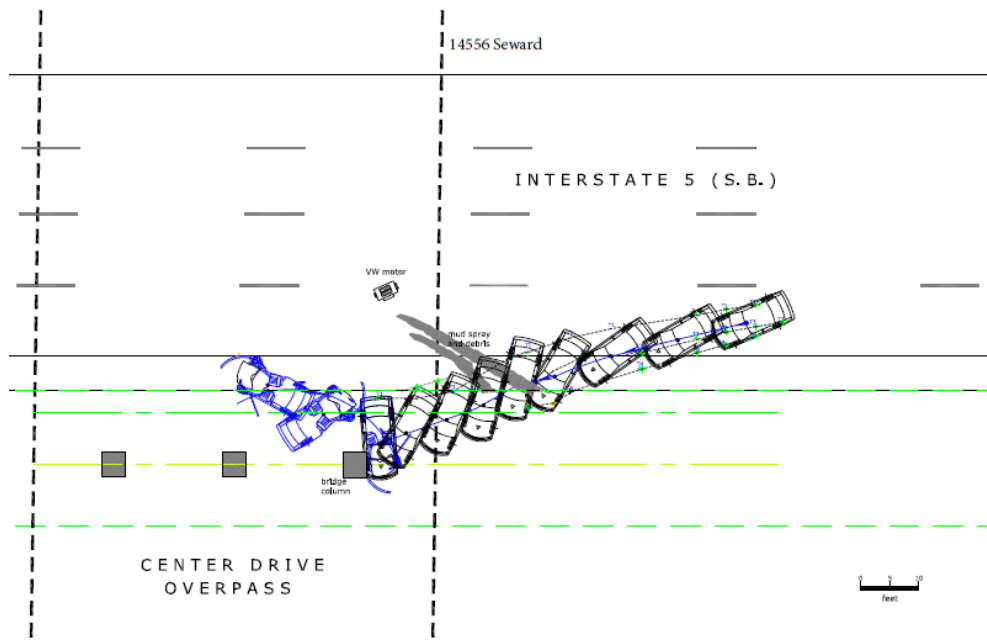 14556 Seward
INTERSTATE 5 (S.B.)
VW motor
mud spray
and debris
bridge
column
CENTER DRIVE
OVERPASS
0 5 10
feet